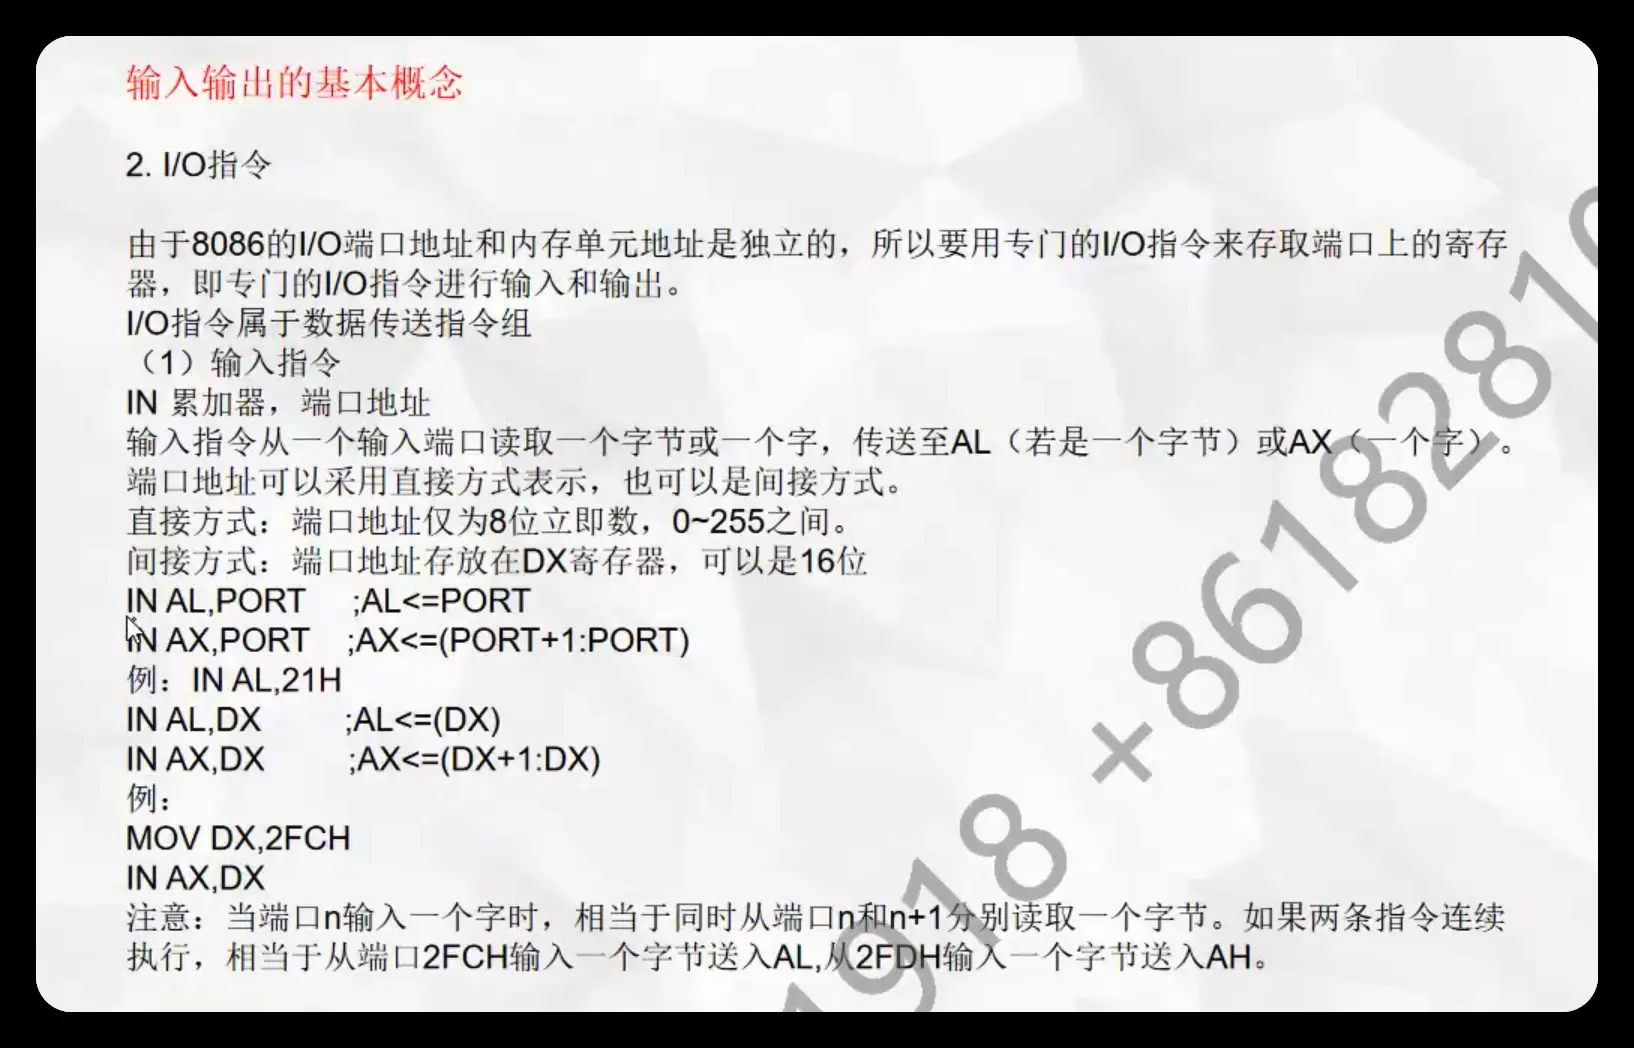 输入输出的基本概念
2. I/O指令
由于8086的I/O端口地址和内存单元地址是独立的，所以要用专门的I/O指令来存取端口上的寄存
器，即专门的I/O指令进行输入和输出。
I/O指令属于数据传送指令组
（1）输入指令
IN 累加器，端口地址
输入指令从一个输入端口读取一个字节或一个字，传送至AL（若是一个字节）或AX（一个字）。
端口地址可以采用直接方式表示，也可以是间接方式。
直接方式：端口地址仅为8位立即数，0~255之间。
间接方式：端口地址存放在DX寄存器，可以是16位
IN AL,PORT ;AL<=PORT
IN AX,PORT ;AX<=(PORT+1:PORT)
例：IN AL,21H
IN AL,DX ;AL<=(DX)
IN AX,DX ;AX<=(DX+1:DX)
例：
MOV DX,2FCH
IN AX,DX
注意：当端口n输入一个字时，相当于同时从端口n和n+1分别读取一个字节。如果两条指令连续
执行，相当于从端口2FCH输入一个字节送入AL,从2FDH输入一个字节送入AH。
1918 +8618281